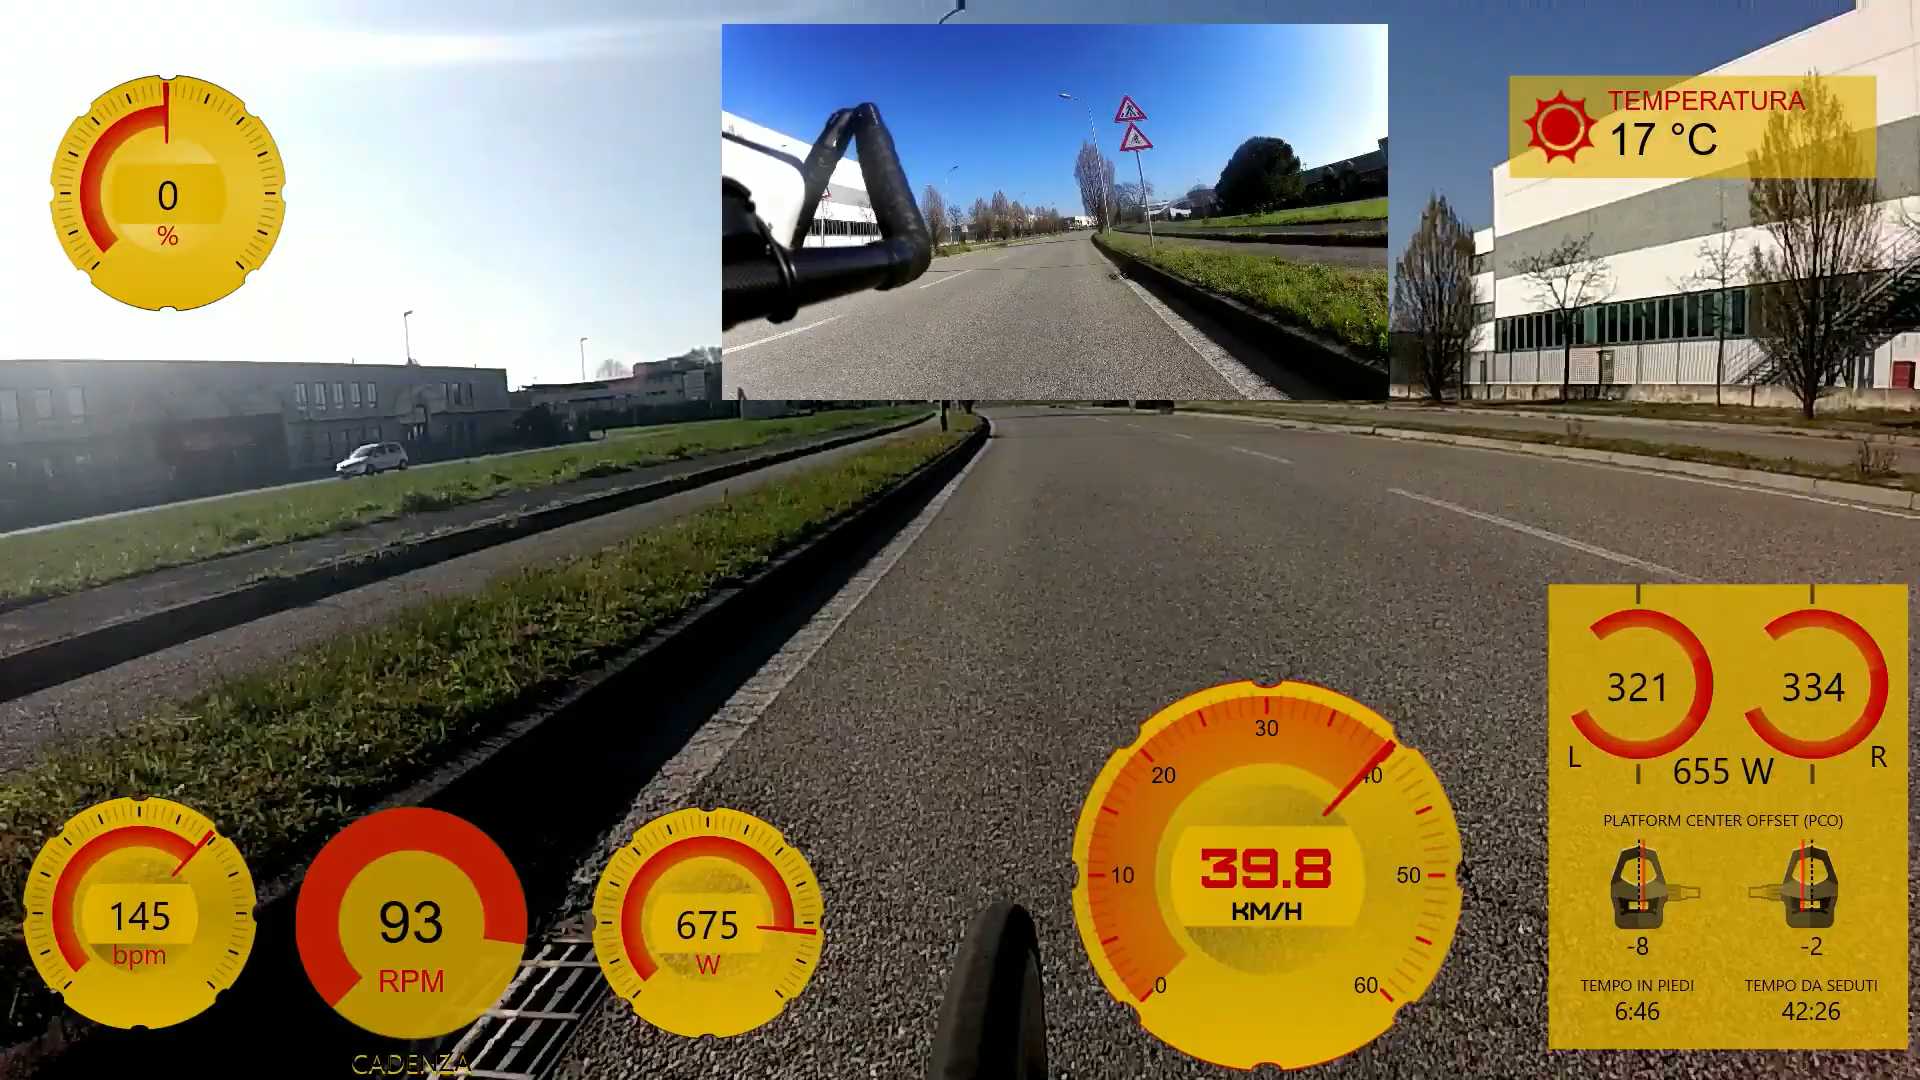 0
%
TEMPERATURA
17 °C
321
334
L
R
655 W
PLATFORM CENTER OFFSET (PCO)
-8
-2
TEMPO IN PIEDI
TEMPO DA SEDUTI
6:46
42:26
145
bpm
93
RPM
CADENZA
675
W
0
10
20
30
40
50
60
39.8
KM/H